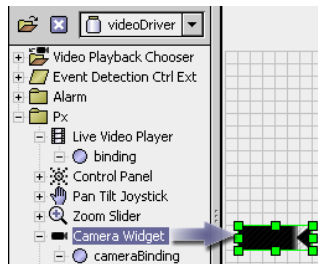 videoDriver
Video Playback Chooser
Event Detection Ctrl Ext
Alarm
Px
Live Video Player
binding
Control Panel
Pan Tilt Joystick
Zoom Slider
Camera Widget
cameraBinding